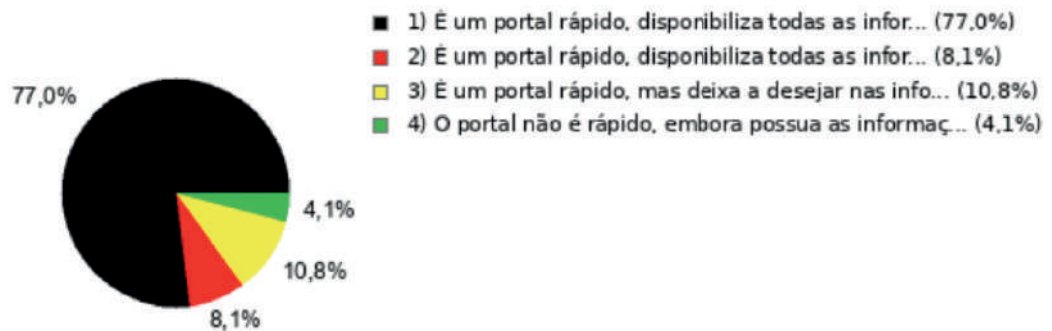 1) É um portal rápido, disponibiliza todas as infor... (77,0%)
2) É um portal rápido, disponibiliza todas as infor... (8,1%)
3) É um portal rápido, mas deixa a desejar nas info... (10,8%)
4) O portal não é rápido, embora possua as informaç... (4,1%)
77,0%
4,1%
10,8%
8,1%